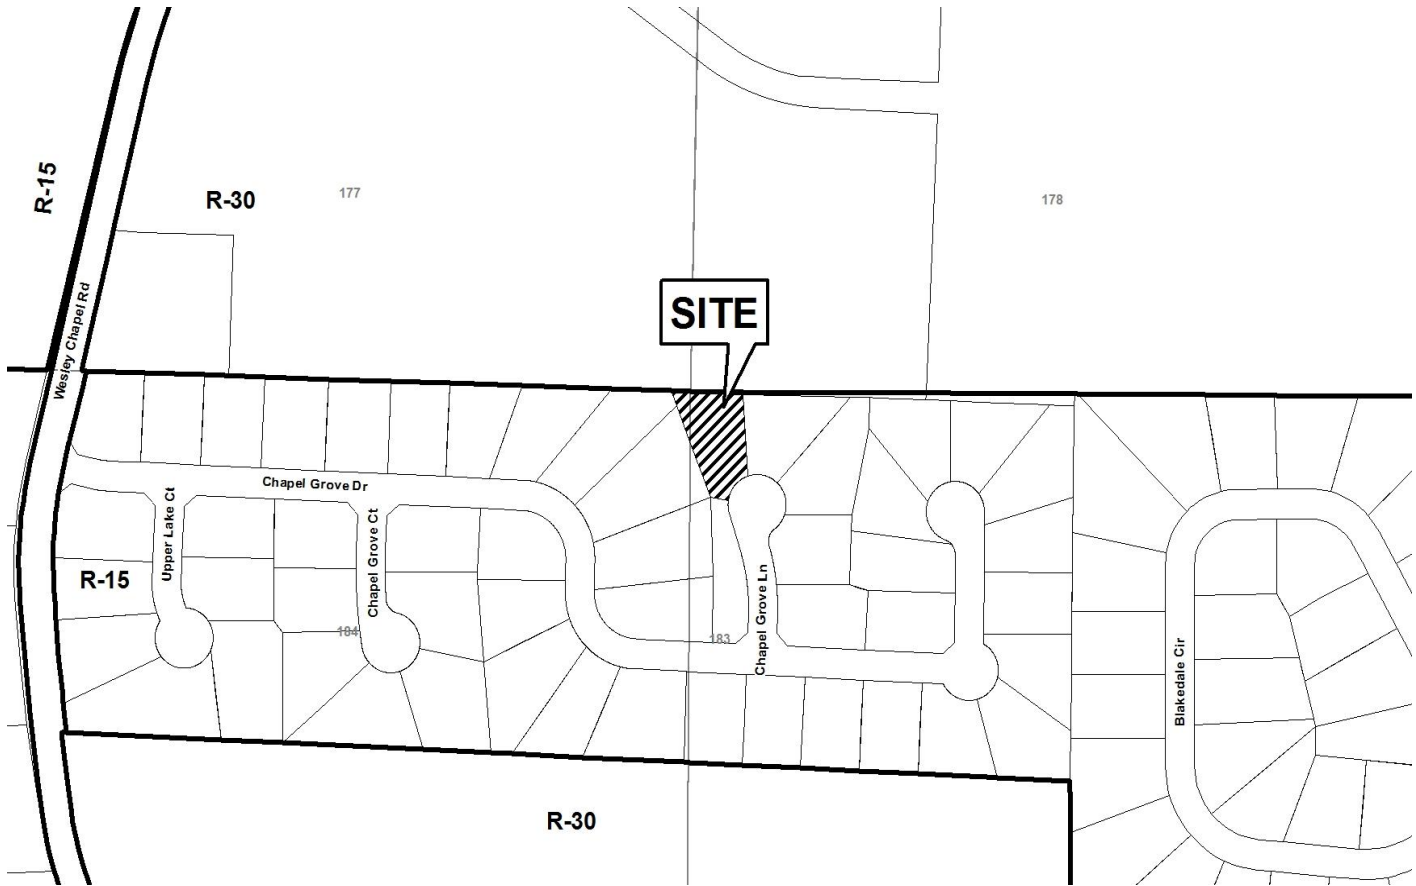 R-15
R-30
177
178
Wesley Chapel Rd
SITE
Chapel Grove Dr
Upper Lake Ct
Chapel Grove Ct
R-15
Chapel Grove Ln
184
183
Blakedale Cir
R-30